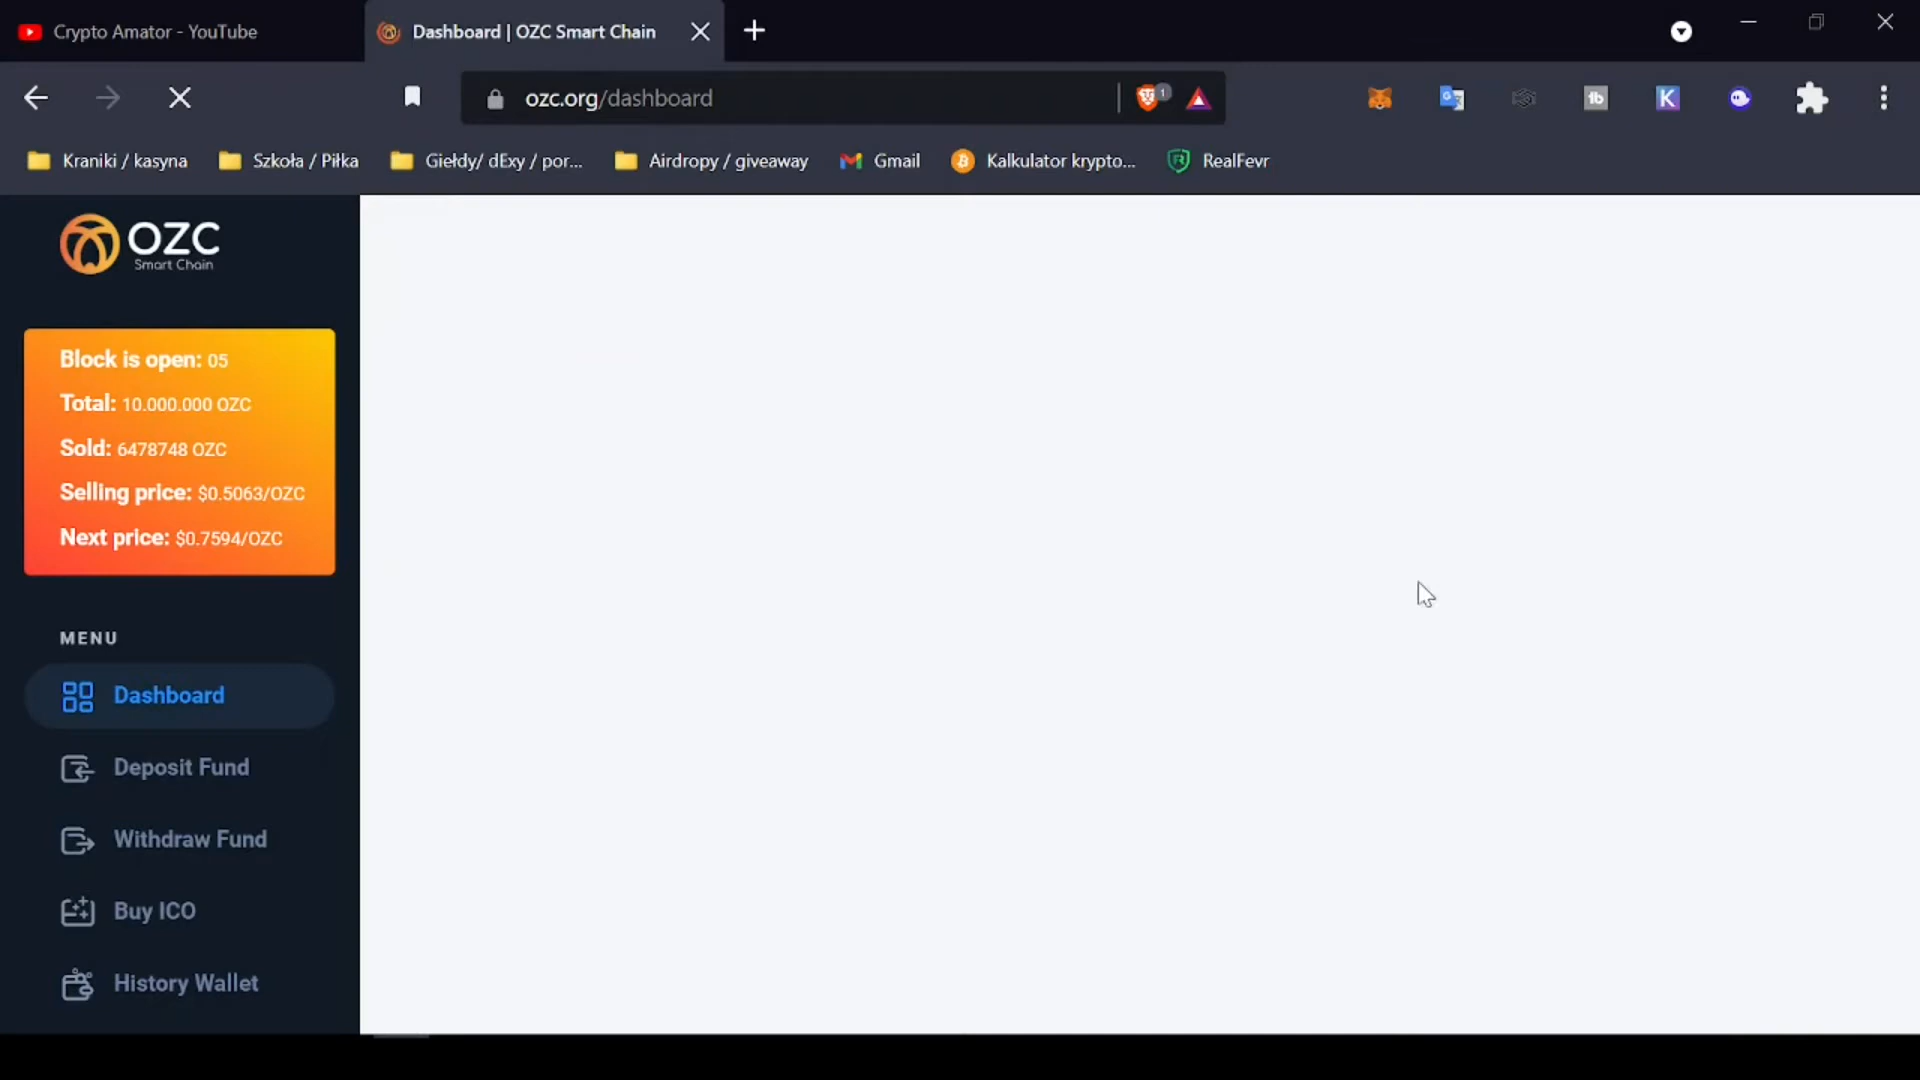 Crypto Amator - YouTube
Dashboard | OZC Smart Chain
ozc.org/dashboard
1
Kraniki / kasyna
Szkoła / Piłka
Giełdy/ dExy / por...
Airdropy / giveaway
Gmail
Kalkulator krypto...
RealFevr
OZC
Smart Chain
Block is open: 05
Total: 10.000.000 OZC
Sold: 6478748 OZC
Selling price: $0.5063/OZC
Next price: $0.7594/OZC
MENU
Dashboard
Deposit Fund
Withdraw Fund
Buy ICO
History Wallet